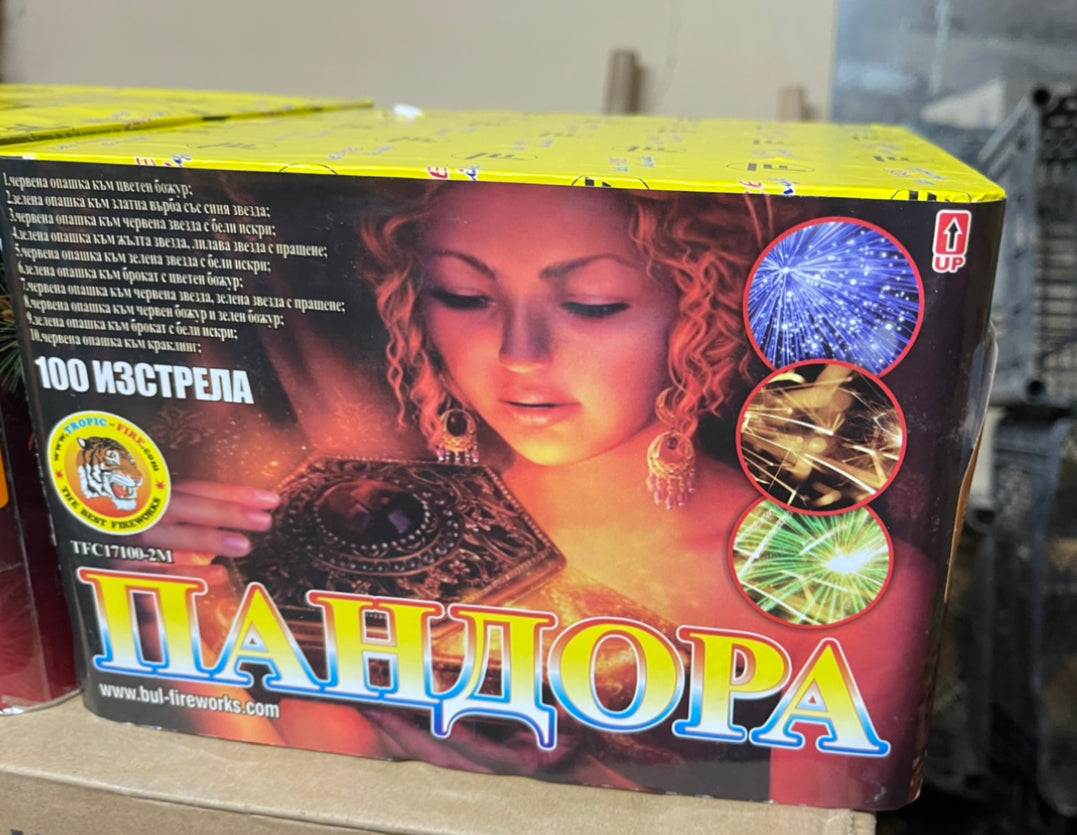 1.червена опашка към цветен божур;
2.зелена опашка към златна върба със синя звезда;
3.червена опашка към червена звезда с бели искри;
4.зелена опашка към жълта звезда, лилава звезда с пращене;
5.червена опашка към зелена звезда с бели искри;
6.зелена опашка към брокат с цветен божур;
7.червена опашка към червена звезда, зелена звезда с пращене;
8.червена опашка към червен божур и зелен божур;
9.зелена опашка към брокат с бели искри;
10.червена опашка към краклинг;
100 ИЗСТРЕЛА
www.TROPIC-FIRE.com
THE BEST FIREWORKS
TFC17100-2M
ПАНДОРА
www.bul-fireworks.com
UP